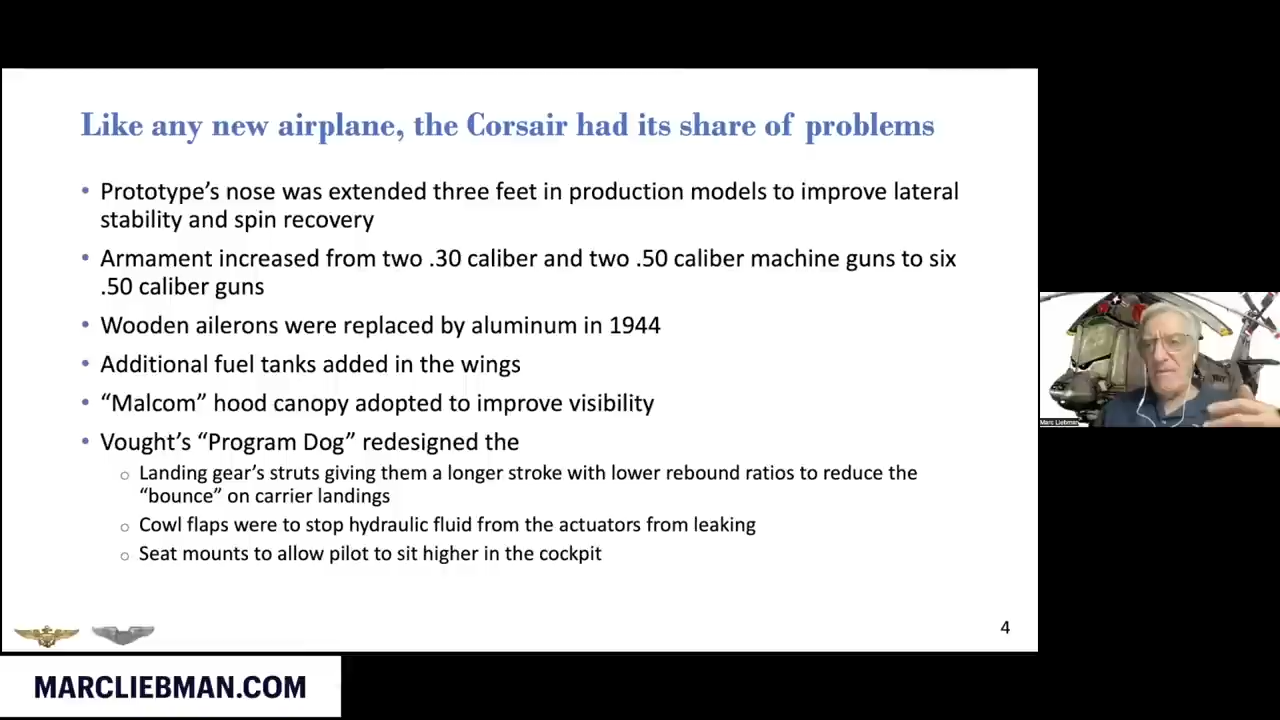 Like any new airplane, the Corsair had its share of problems
• Prototype’s nose was extended three feet in production models to improve lateral
stability and spin recovery
• Armament increased from two .30 caliber and two .50 caliber machine guns to six
.50 caliber guns
• Wooden ailerons were replaced by aluminum in 1944
• Additional fuel tanks added in the wings
• “Malcom” hood canopy adopted to improve visibility
• Vought’s “Program Dog” redesigned the
o Landing gear’s struts giving them a longer stroke with lower rebound ratios to reduce the
“bounce” on carrier landings
o Cowl flaps were to stop hydraulic fluid from the actuators from leaking
o Seat mounts to allow pilot to sit higher in the cockpit
4
Marc Liebman
MARCLIEBMAN.COM